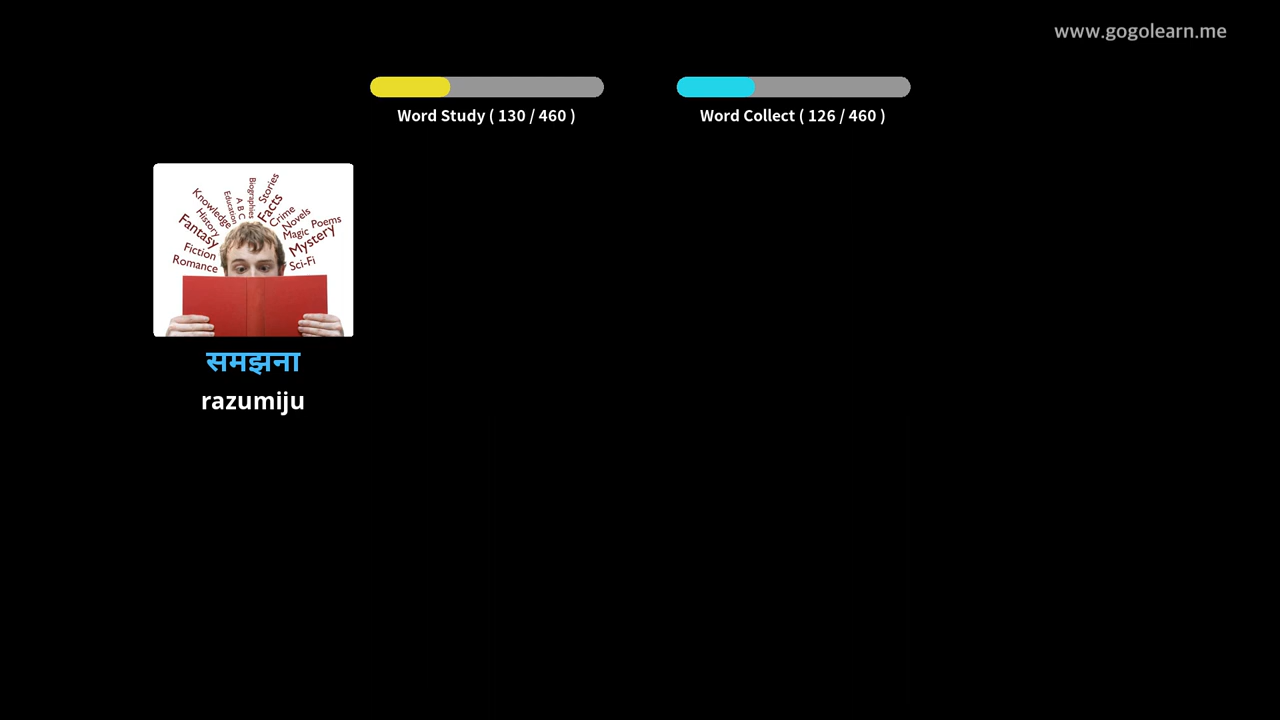 www.gogolearn.me
Word Study ( 130 / 460 )
Word Collect ( 126 / 460 )
Biographies
Stories
Knowledge
Education
A B C
Facts
History
Crime
Novels
Fantasy
Magic
Poems
Fiction
Mystery
Romance
Sci-Fi
समझना
razumiju